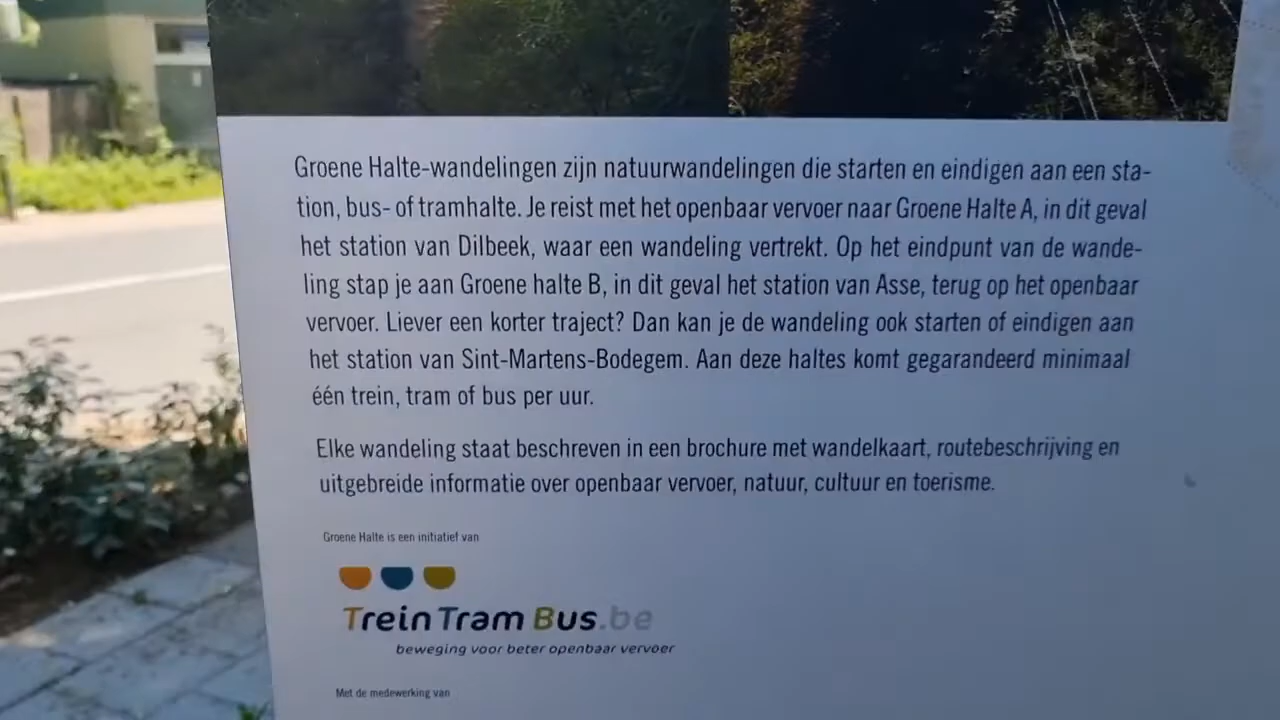 Groene Halte-wandelingen zijn natuurwandelingen die starten en eindigen aan een sta-
tion, bus- of tramhalte. Je reist met het openbaar vervoer naar Groene Halte A, in dit geval
het station van Dilbeek, waar een wandeling vertrekt. Op het eindpunt van de wande-
ling stap je aan Groene halte B, in dit geval het station van Asse, terug op het openbaar
vervoer. Liever een korter traject? Dan kan je de wandeling ook starten of eindigen aan
het station van Sint-Martens-Bodegem. Aan deze haltes komt gegarandeerd minimaal
één trein, tram of bus per uur.
Elke wandeling staat beschreven in een brochure met wandelkaart, routebeschrijving en
uitgebreide informatie over openbaar vervoer, natuur, cultuur en toerisme.
Groene Halte is een initiatief van
TreinTramBus.be
beweging voor beter openbaar vervoer
Met de medewerking van